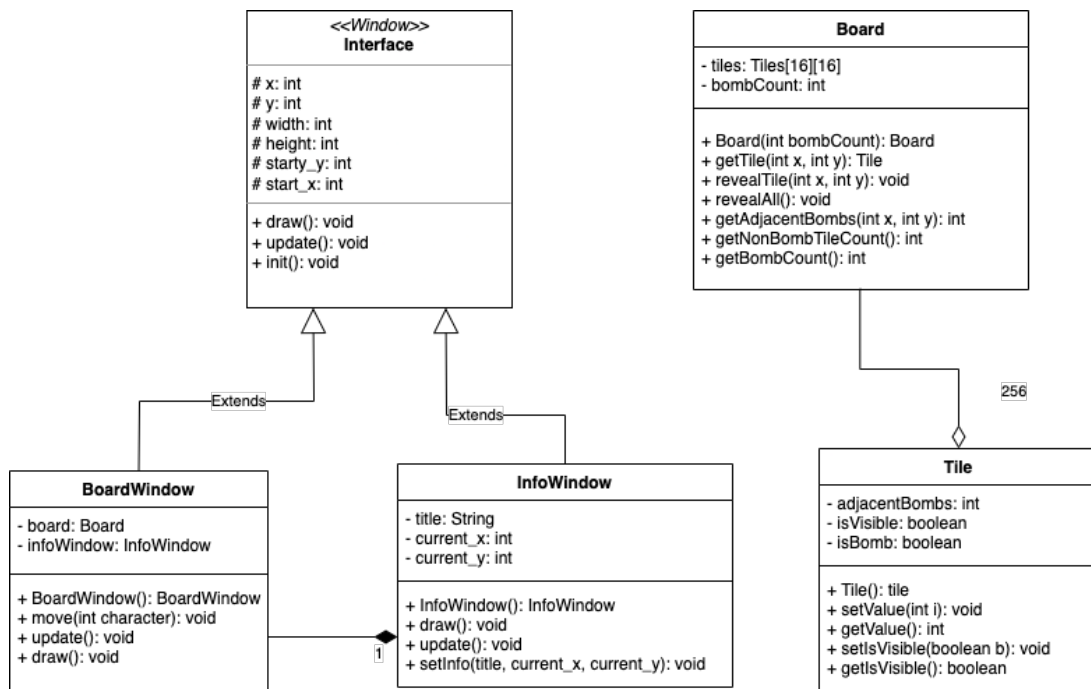 <<Window>>
Interface
# x: int
# y: int
# width: int
# height: int
# starty_y: int
# start_x: int
+ draw(): void
+ update(): void
+ init(): void
Board
- tiles: Tiles[16][16]
- bombCount: int
+ Board(int bombCount): Board
+ getTile(int x, int y): Tile
+ revealTile(int x, int y): void
+ revealAll(): void
+ getAdjacentBombs(int x, int y): int
+ getNonBombTileCount(): int
+ getBombCount(): int
Extends
Extends
256
BoardWindow
- board: Board
- infoWindow: InfoWindow
+ BoardWindow(): BoardWindow
+ move(int character): void
+ update(): void
+ draw(): void
1
InfoWindow
- title: String
- current_x: int
- current_y: int
+ InfoWindow(): InfoWindow
+ draw(): void
+ update(): void
+ setInfo(title, current_x, current_y): void
Tile
- adjacentBombs: int
- isVisible: boolean
- isBomb: boolean
+ Tile(): tile
+ setValue(int i): void
+ getValue(): int
+ setIsVisible(boolean b): void
+ getIsVisible(): boolean